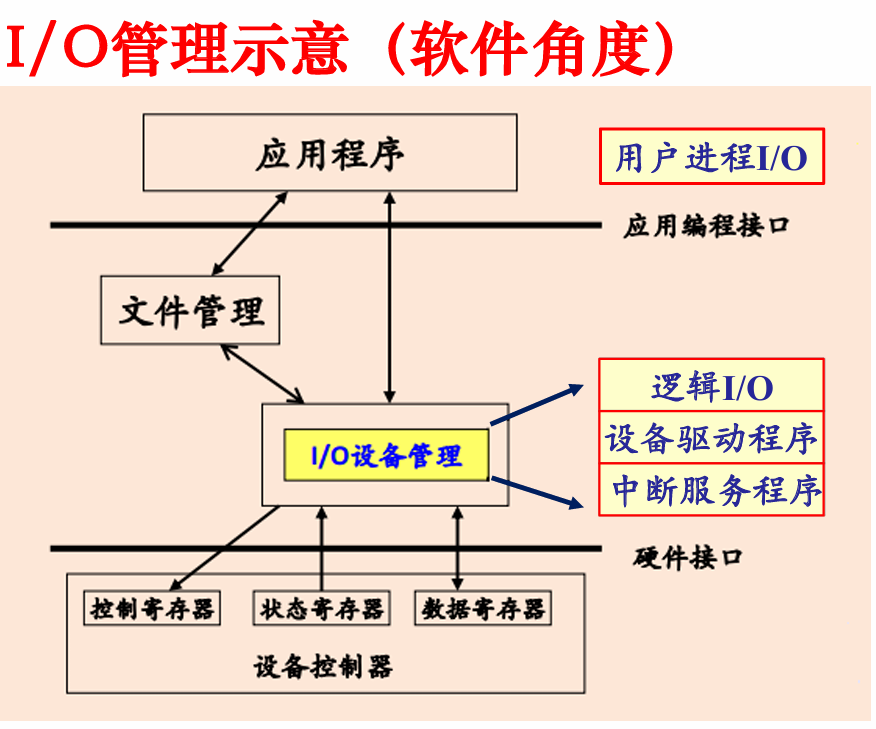 I/O管理示意（软件角度）
应用程序
用户进程I/O
应用编程接口
文件管理
逻辑I/O
设备驱动程序
中断服务程序
I/O设备管理
硬件接口
控制寄存器
状态寄存器
数据寄存器
设备控制器